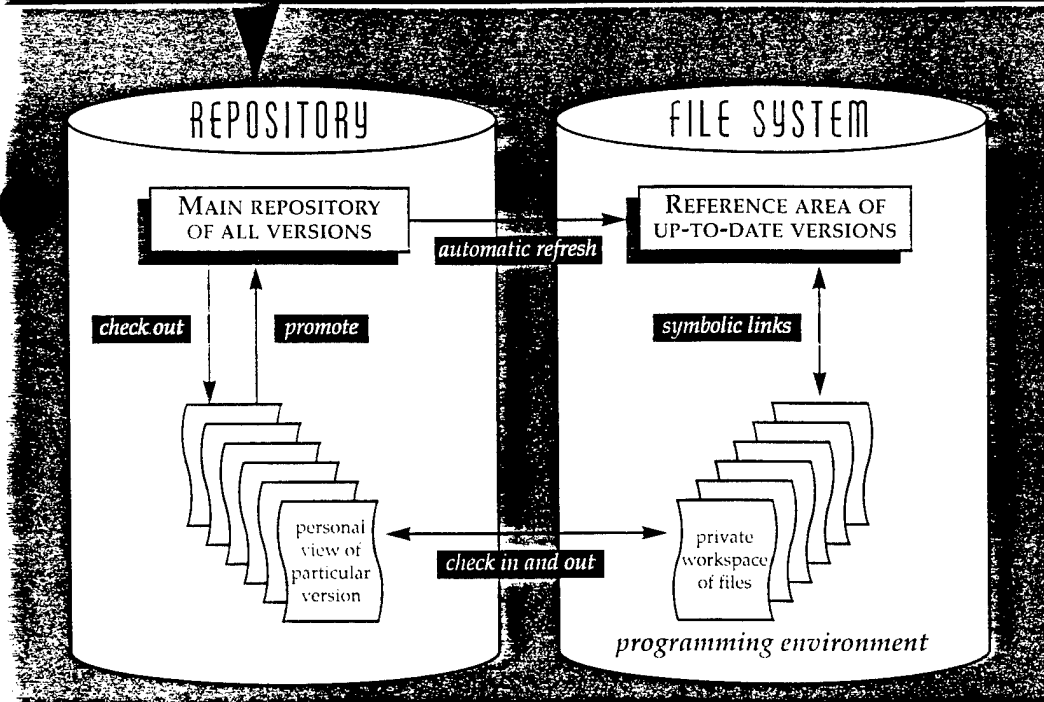 REPOSITORY
FILE SYSTEM
MAIN REPOSITORY
OF ALL VERSIONS
REFERENCE AREA OF
UP-TO-DATE VERSIONS
automatic refresh
check out
promote
symbolic links
personal
view of
particular
version
check in and out
private
workspace
of files
programming environment